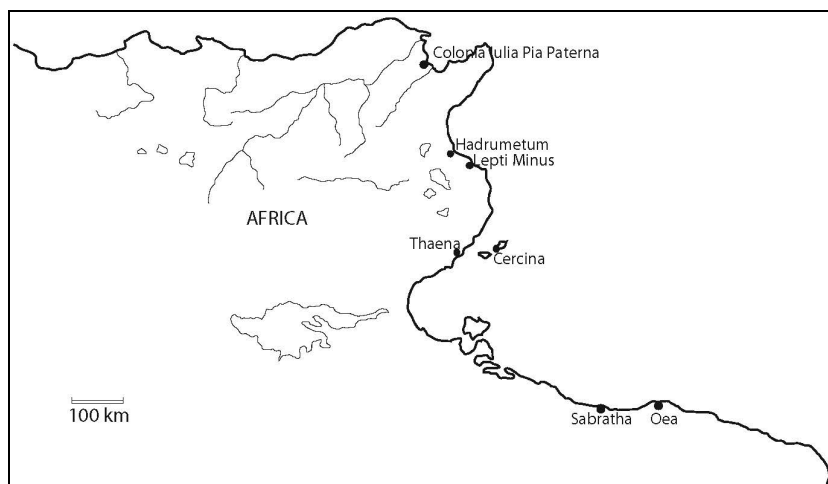 Colonia Iulia Pia Paterna
Hadrumetum
Lepti Minus
AFRICA
Thaena
Cercina
100 km
Sabratha
Oea